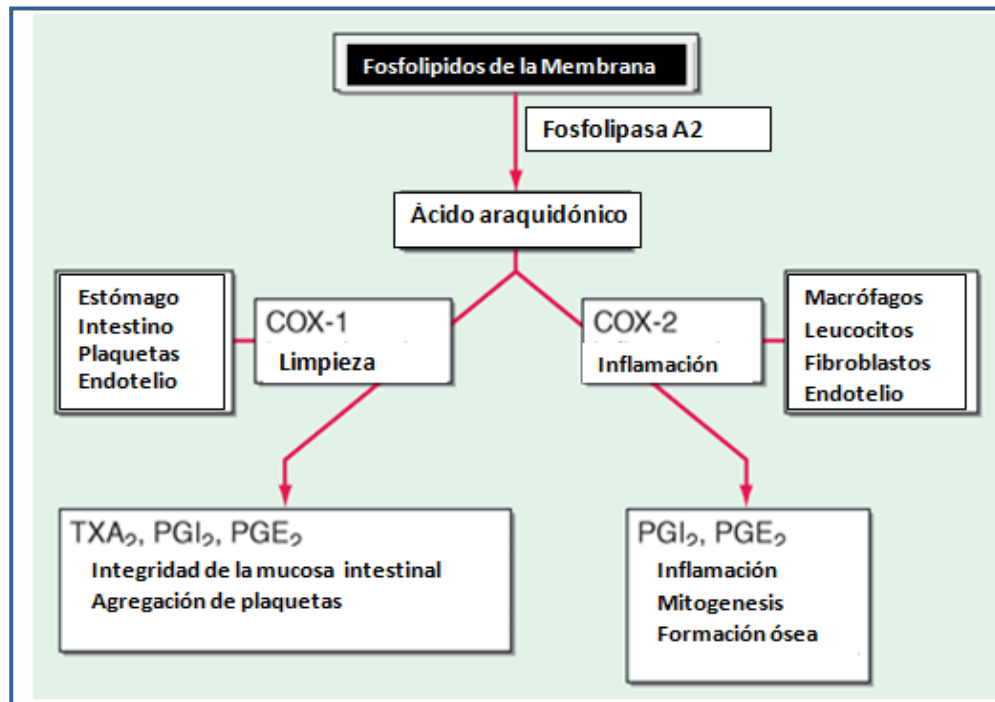 Fosfolipidos de la Membrana
Fosfolipasa A2
Ácido araquidónico
Estómago
Intestino
Plaquetas
Endotelio
COX-1
Limpieza
COX-2
Inflamación
Macrófagos
Leucocitos
Fibroblastos
Endotelio
TXA₂, PGI₂, PGE₂
Integridad de la mucosa intestinal
Agregación de plaquetas
PGI₂, PGE₂
Inflamación
Mitogenesis
Formación ósea